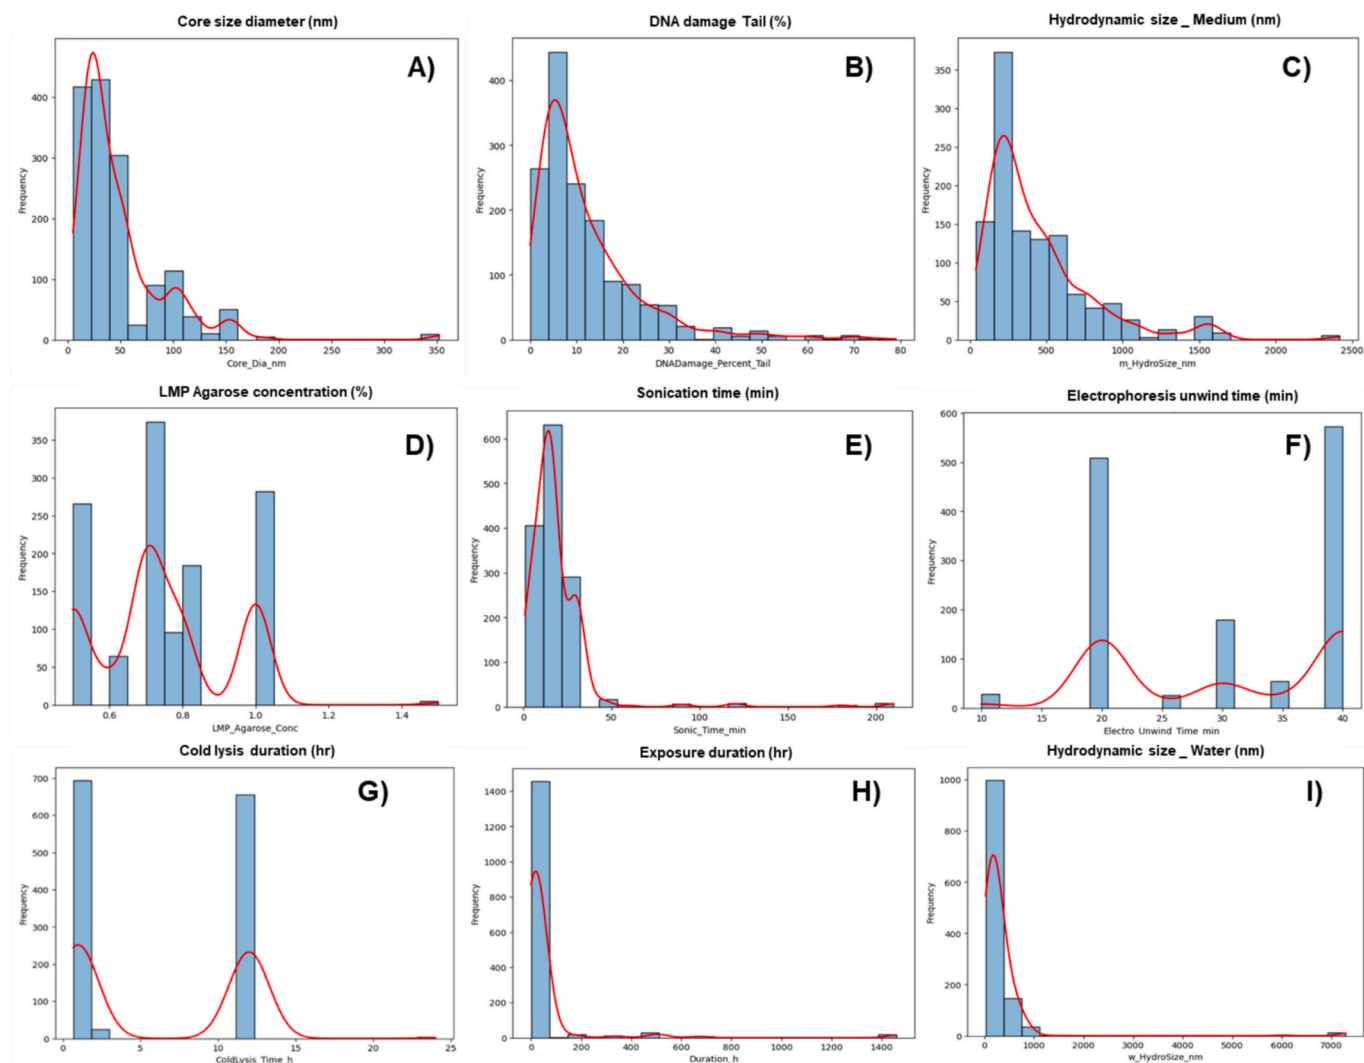 Core size diameter (nm)
A)
Frequency
400
300
200
100
0
0 50 100 150 200 250 300 350
Core_Dia_nm
DNA damage Tail (%)
B)
Frequency
400
300
200
100
0
0 10 20 30 40 50 60 70 80
DNADamage_Percent_Tail
Hydrodynamic size _ Medium (nm)
C)
Frequency
350
300
250
200
150
100
50
0
0 500 1000 1500 2000 2500
m_HydroSize_nm
LMP Agarose concentration (%)
D)
Frequency
350
300
250
200
150
100
50
0
0.6 0.8 1.0 1.2 1.4
LMP_Agarose_Conc
Sonication time (min)
E)
Frequency
600
500
400
300
200
100
0
0 50 100 150 200
Sonic_Time_min
Electrophoresis unwind time (min)
F)
Frequency
600
500
400
300
200
100
0
10 15 20 25 30 35 40
Electro_Unwind_Time_min
Cold lysis duration (hr)
G)
Frequency
700
600
500
400
300
200
100
0
0 5 10 15 20 25
ColdLysis_Time_h
Exposure duration (hr)
H)
Frequency
1400
1200
1000
800
600
400
200
0
0 200 400 600 800 1000 1200 1400
Duration_h
Hydrodynamic size _ Water (nm)
I)
Frequency
1000
800
600
400
200
0
0 1000 2000 3000 4000 5000 6000 7000
w_HydroSize_nm